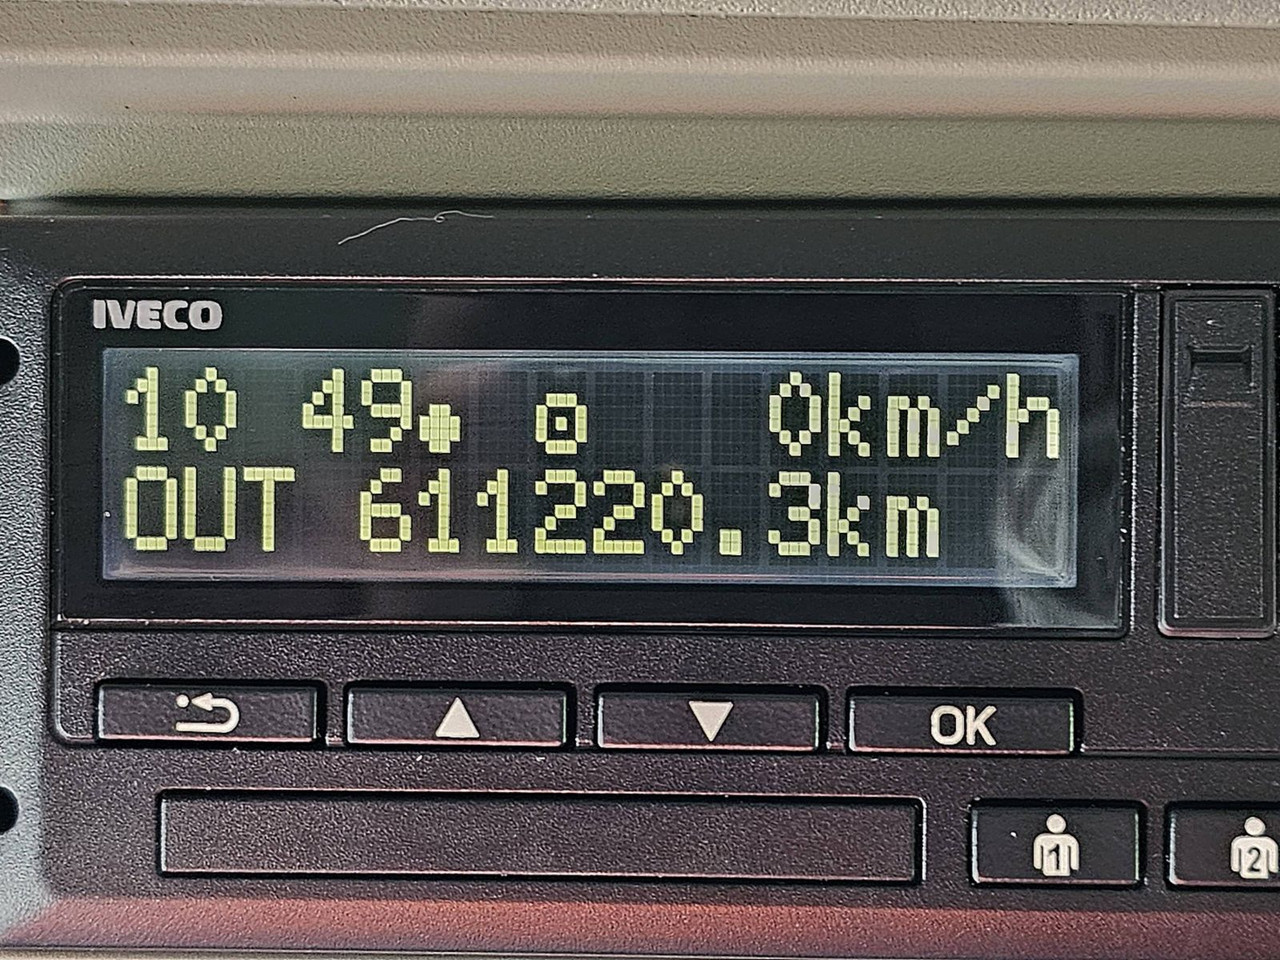 IVECO
10 49● ⊡ 0km/h
OUT 611220.3km
OK
1
2